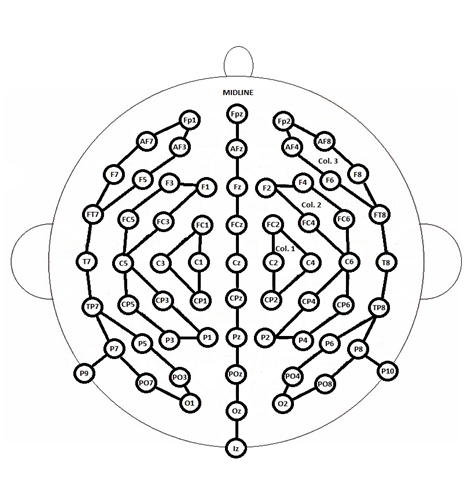 MIDLINE
Fp1 Fpz Fp2
AF7 AF3 AFz AF4 AF8
Col. 3
F7 F5 F3 F1 Fz F2 F4 F6 F8
Col. 2
FT7 FC5 FC3 FC1 FCz FC2 FC4 FC6 FT8
Col. 1
T7 C5 C3 C1 Cz C2 C4 C6 T8
TP7 CP5 CP3 CP1 CPz CP2 CP4 CP6 TP8
P9 P7 P5 P3 P1 Pz P2 P4 P6 P8 P10
PO7 PO3 POz PO4 PO8
O1 Oz O2
Iz